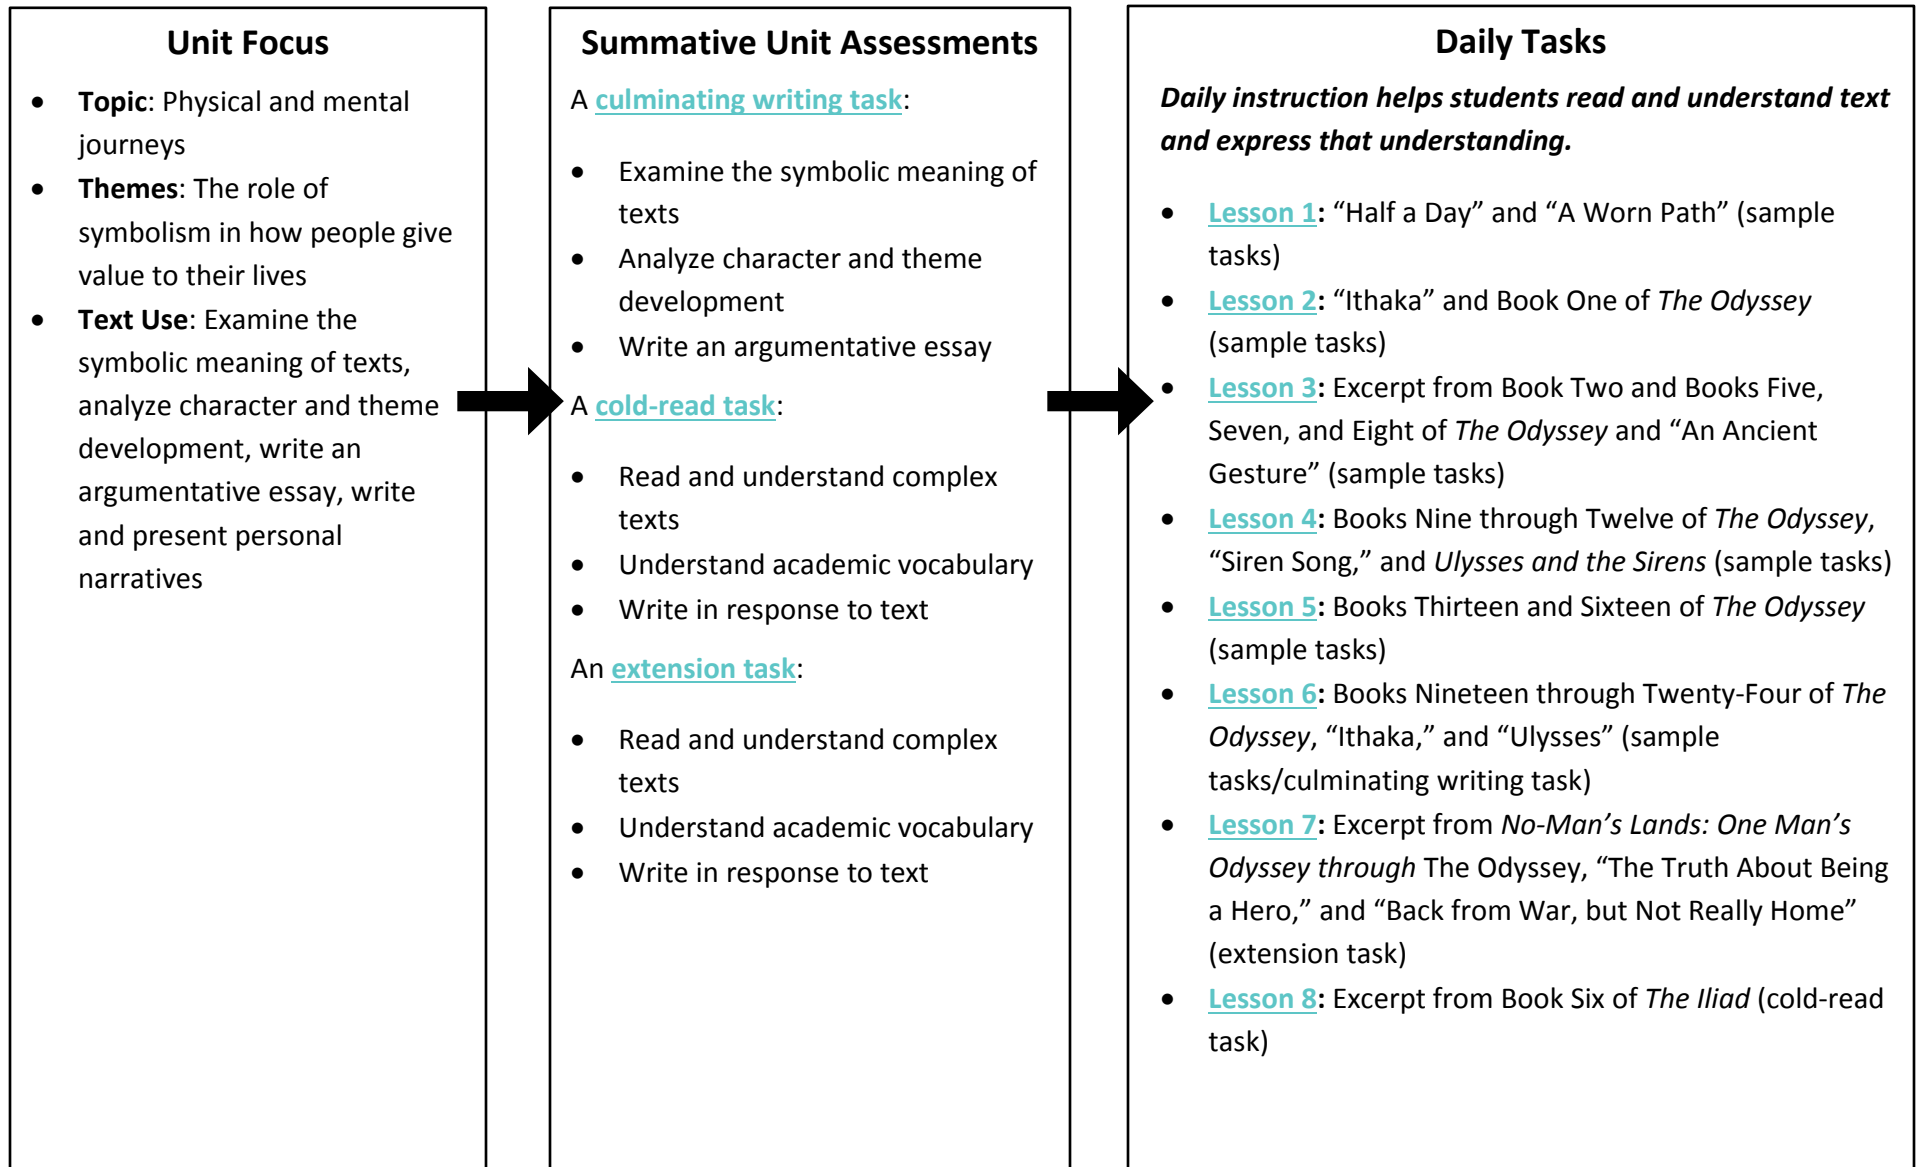 Unit Focus
• Topic: Physical and mental
journeys
• Themes: The role of
symbolism in how people give
value to their lives
• Text Use: Examine the
symbolic meaning of texts,
analyze character and theme
development, write an
argumentative essay, write
and present personal
narratives
Summative Unit Assessments
A culminating writing task:
• Examine the symbolic meaning of
texts
• Analyze character and theme
development
• Write an argumentative essay
A cold-read task:
• Read and understand complex
texts
• Understand academic vocabulary
• Write in response to text
An extension task:
• Read and understand complex
texts
• Understand academic vocabulary
• Write in response to text
Daily Tasks
Daily instruction helps students read and understand text
and express that understanding.
• Lesson 1: “Half a Day” and “A Worn Path” (sample
tasks)
• Lesson 2: “Ithaka” and Book One of The Odyssey
(sample tasks)
• Lesson 3: Excerpt from Book Two and Books Five,
Seven, and Eight of The Odyssey and “An Ancient
Gesture” (sample tasks)
• Lesson 4: Books Nine through Twelve of The Odyssey,
“Siren Song,” and Ulysses and the Sirens (sample tasks)
• Lesson 5: Books Thirteen and Sixteen of The Odyssey
(sample tasks)
• Lesson 6: Books Nineteen through Twenty-Four of The
Odyssey, “Ithaka,” and “Ulysses” (sample
tasks/culminating writing task)
• Lesson 7: Excerpt from No-Man’s Lands: One Man’s
Odyssey through The Odyssey, “The Truth About Being
a Hero,” and “Back from War, but Not Really Home”
(extension task)
• Lesson 8: Excerpt from Book Six of The Iliad (cold-read
task)